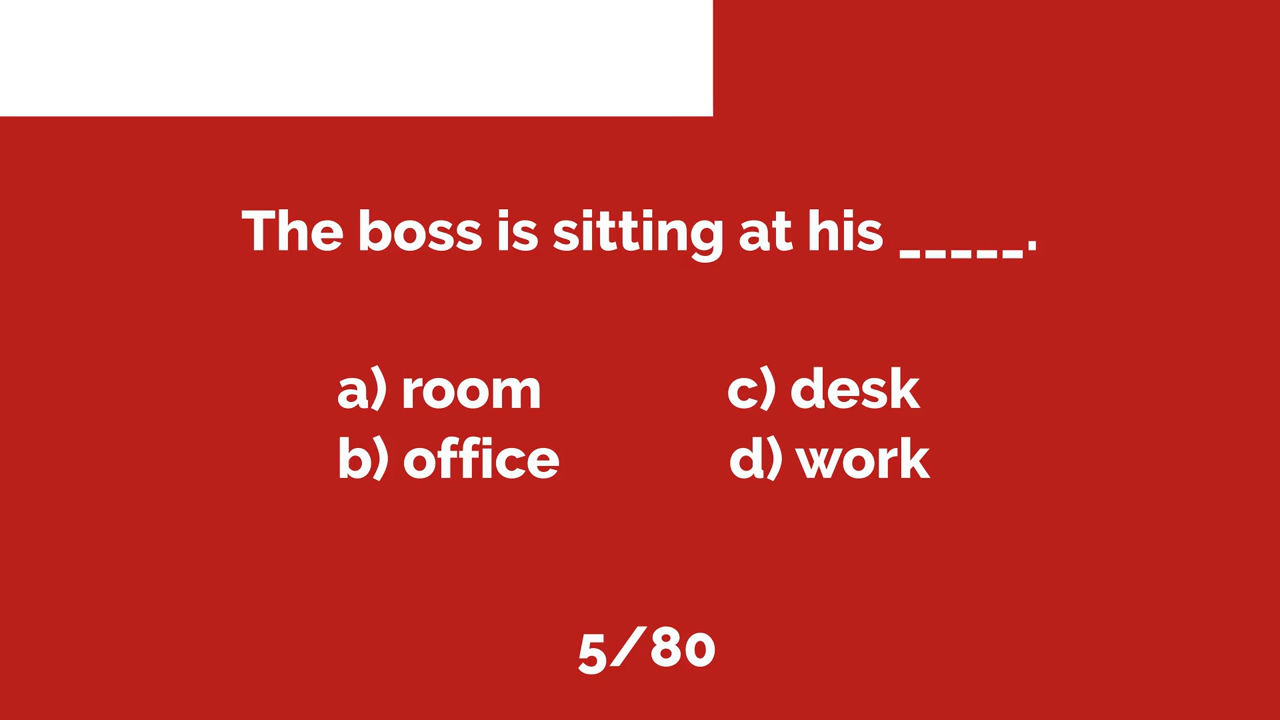 The boss is sitting at his _____.
a) room
c) desk
b) office
d) work
5/80